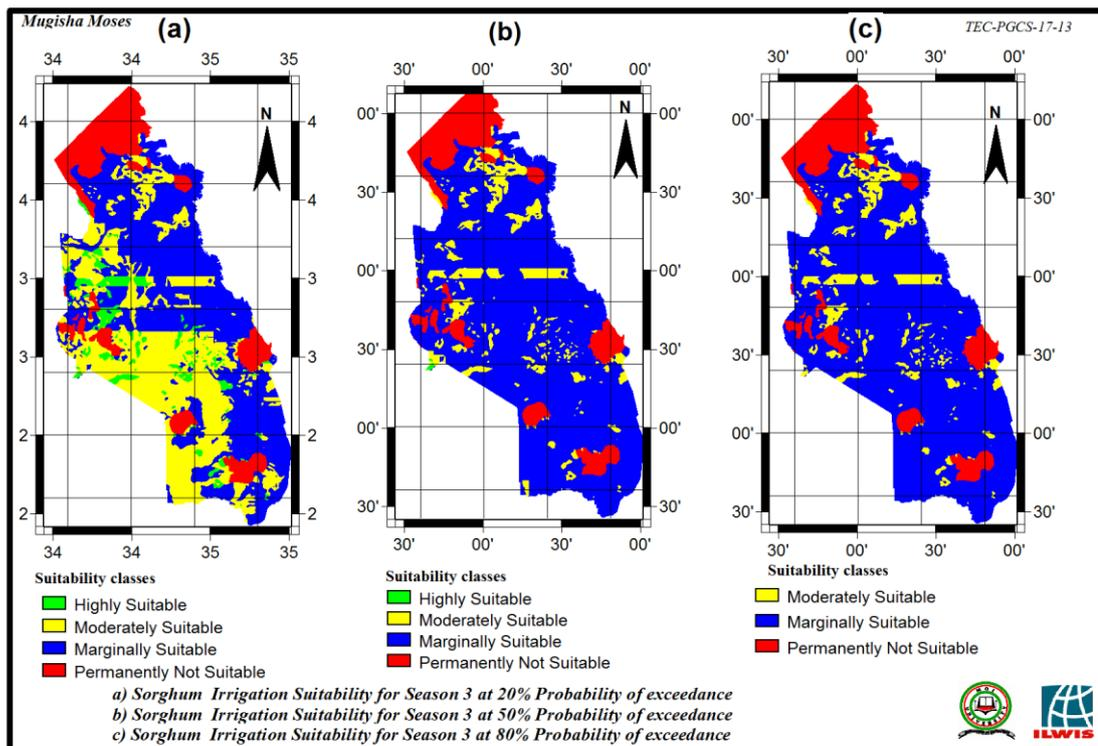 Mugisha Moses
(a)
(b)
(c)
TEC-PGCS-17-13
34 34 35 35
30' 00' 30' 00'
30' 00' 30' 00'
N
N
N
4
4
3
3
2
2
00'
30'
00'
30'
00'
30'
4
4
3
3
2
2
00'
30'
00'
30'
00'
30'
00'
30'
00'
30'
00'
30'
00'
30'
00'
30'
00'
30'
34 34 35 35
30' 00' 30' 00'
30' 00' 30' 00'
Suitability classes
Highly Suitable
Moderately Suitable
Marginally Suitable
Permanently Not Suitable
Suitability classes
Highly Suitable
Moderately Suitable
Marginally Suitable
Permanently Not Suitable
Suitability classes
Moderately Suitable
Marginally Suitable
Permanently Not Suitable
a) Sorghum Irrigation Suitability for Season 3 at 20% Probability of exceedance
b) Sorghum Irrigation Suitability for Season 3 at 50% Probability of exceedance
c) Sorghum Irrigation Suitability for Season 3 at 80% Probability of exceedance
ILWIS